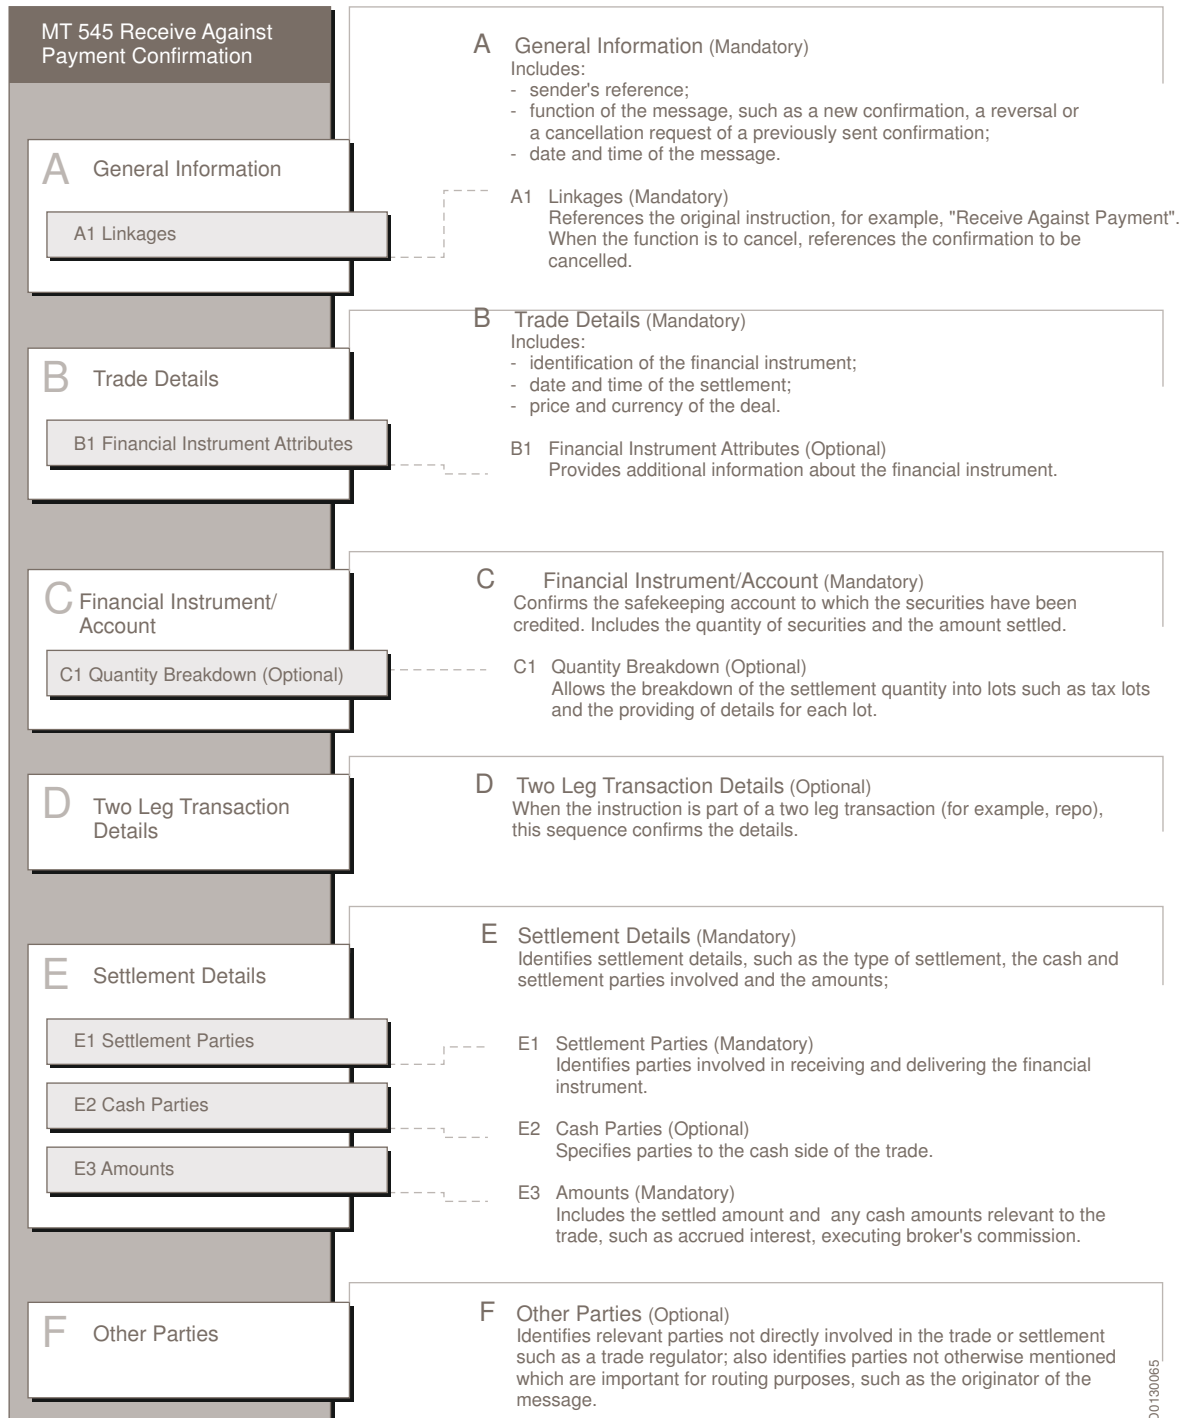 MT 545 Receive Against
Payment Confirmation
A General Information
A1 Linkages
A General Information (Mandatory)
Includes:
- sender's reference;
- function of the message, such as a new confirmation, a reversal or
a cancellation request of a previously sent confirmation;
- date and time of the message.
A1 Linkages (Mandatory)
References the original instruction, for example, "Receive Against Payment".
When the function is to cancel, references the confirmation to be
cancelled.
B Trade Details
B1 Financial Instrument Attributes
B Trade Details (Mandatory)
Includes:
- identification of the financial instrument;
- date and time of the settlement;
- price and currency of the deal.
B1 Financial Instrument Attributes (Optional)
Provides additional information about the financial instrument.
C Financial Instrument/
Account
C1 Quantity Breakdown (Optional)
C Financial Instrument/Account (Mandatory)
Confirms the safekeeping account to which the securities have been
credited. Includes the quantity of securities and the amount settled.
C1 Quantity Breakdown (Optional)
Allows the breakdown of the settlement quantity into lots such as tax lots
and the providing of details for each lot.
D Two Leg Transaction
Details
D Two Leg Transaction Details (Optional)
When the instruction is part of a two leg transaction (for example, repo),
this sequence confirms the details.
E Settlement Details
E1 Settlement Parties
E2 Cash Parties
E3 Amounts
E Settlement Details (Mandatory)
Identifies settlement details, such as the type of settlement, the cash and
settlement parties involved and the amounts;
E1 Settlement Parties (Mandatory)
Identifies parties involved in receiving and delivering the financial
instrument.
E2 Cash Parties (Optional)
Specifies parties to the cash side of the trade.
E3 Amounts (Mandatory)
Includes the settled amount and any cash amounts relevant to the
trade, such as accrued interest, executing broker's commission.
F Other Parties
F Other Parties (Optional)
Identifies relevant parties not directly involved in the trade or settlement
such as a trade regulator; also identifies parties not otherwise mentioned
which are important for routing purposes, such as the originator of the
message.
D0130065